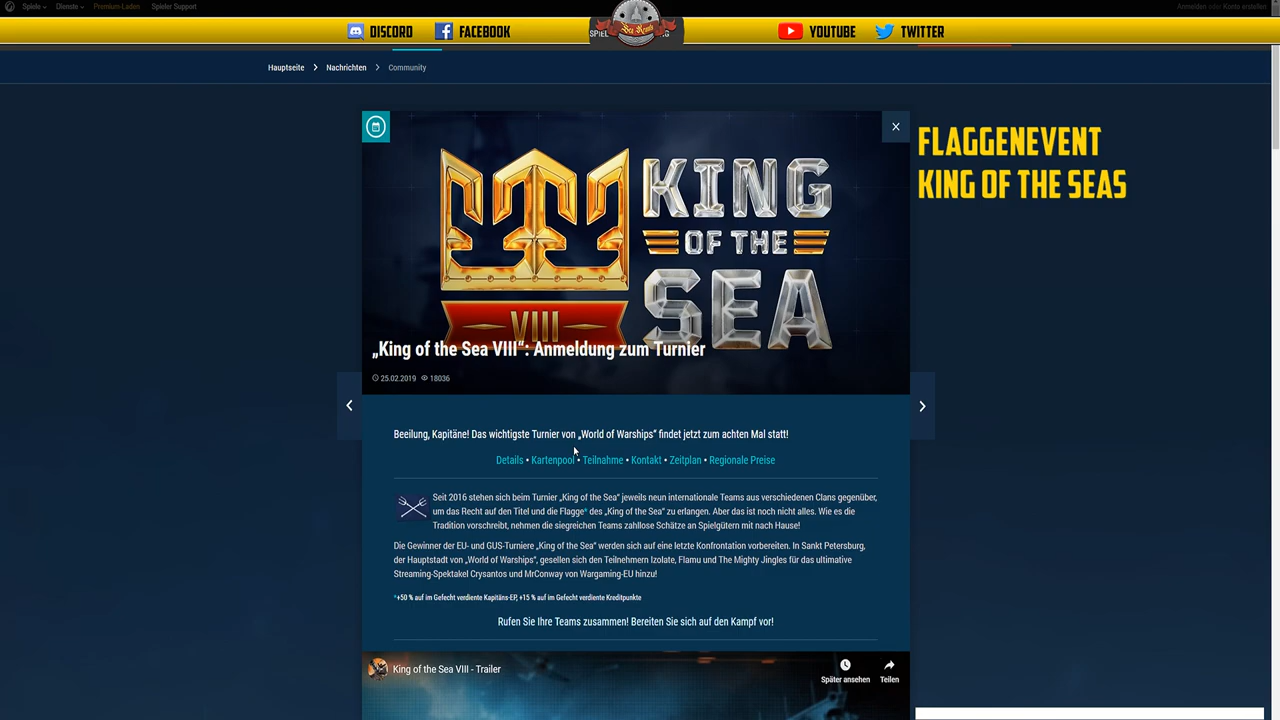 Spiele Dienste Premium-Laden Spieler Support
Anmelden oder Konto erstellen
DISCORD FACEBOOK
SPIEL
YOUTUBE TWITTER
Hauptseite > Nachrichten > Community
KING
OF THE
SEA
VIII
„King of the Sea VIII“: Anmeldung zum Turnier
25.02.2019 18036
FLAGGENEVENT
KING OF THE SEAS
Beeilung, Kapitäne! Das wichtigste Turnier von „World of Warships“ findet jetzt zum achten Mal statt!
Details • Kartenpool • Teilnahme • Kontakt • Zeitplan • Regionale Preise
Seit 2016 stehen sich beim Turnier „King of the Sea“ jeweils neun internationale Teams aus verschiedenen Clans gegenüber,
um das Recht auf den Titel und die Flagge* des „King of the Sea“ zu erlangen. Aber das ist noch nicht alles. Wie es die
Tradition vorschreibt, nehmen die siegreichen Teams zahllose Schätze an Spielgütern mit nach Hause!
Die Gewinner der EU- und GUS-Turniere „King of the Sea“ werden sich auf eine letzte Konfrontation vorbereiten. In Sankt Petersburg,
der Hauptstadt von „World of Warships“, gesellen sich den Teilnehmern Izolate, Flamu und The Mighty Jingles für das ultimative
Streaming-Spektakel Crysantos und MrConway von Wargaming-EU hinzu!
*+50 % auf im Gefecht verdiente Kapitäns-EP, +15 % auf im Gefecht verdiente Kreditpunkte
Rufen Sie Ihre Teams zusammen! Bereiten Sie sich auf den Kampf vor!
King of the Sea VIII - Trailer
Später ansehen Teilen